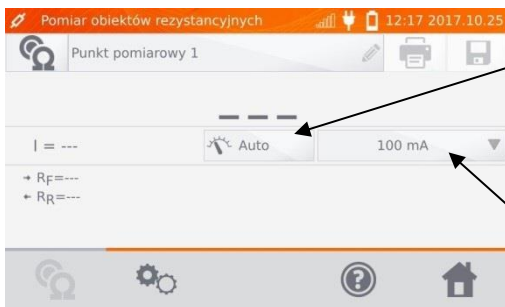 Pomiar obiektów rezystancyjnych 12:17 2017.10.25
Punkt pomiarowy 1
---
I = --- Auto 100 mA
→ RF=---
← RR=---